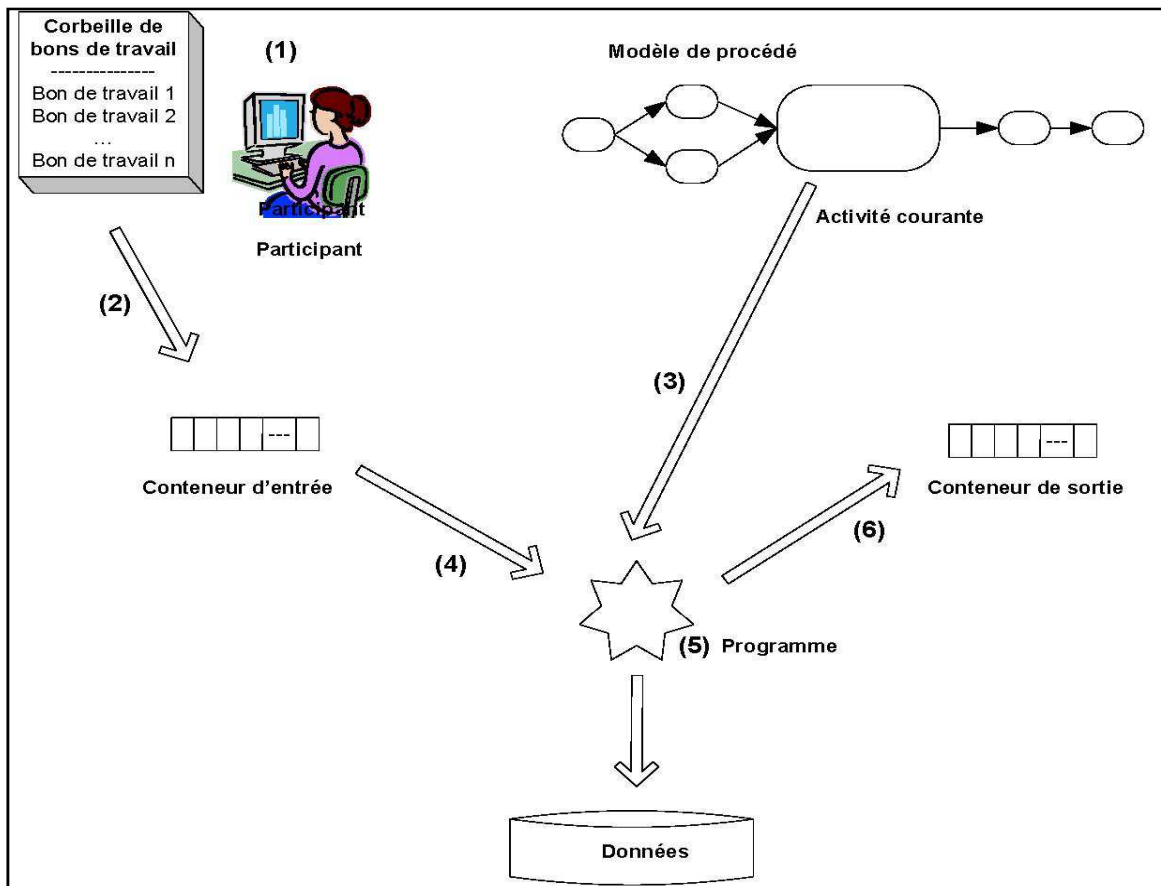 Corbeille de
bons de travail
---------------
Bon de travail 1
Bon de travail 2
...
Bon de travail n
(1)
Participant
Participant
Modèle de procédé
Activité courante
(2)
(3)
---
Conteneur d'entrée
---
Conteneur de sortie
(4)
(6)
(5) Programme
Données